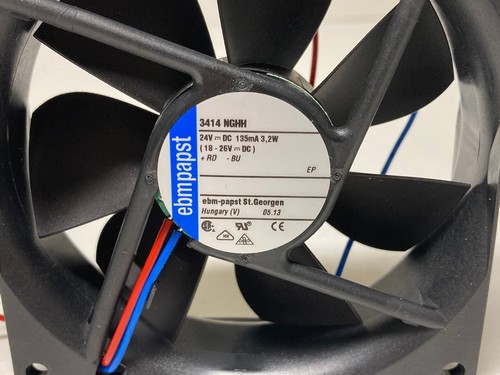 ebmpapst
3414 NGHH
24V ⎓ DC 135mA 3,2W
(18 - 26V DC)
+ RD - BU
EP
ebm-papst St.Georgen
Hungary (V) 05.13